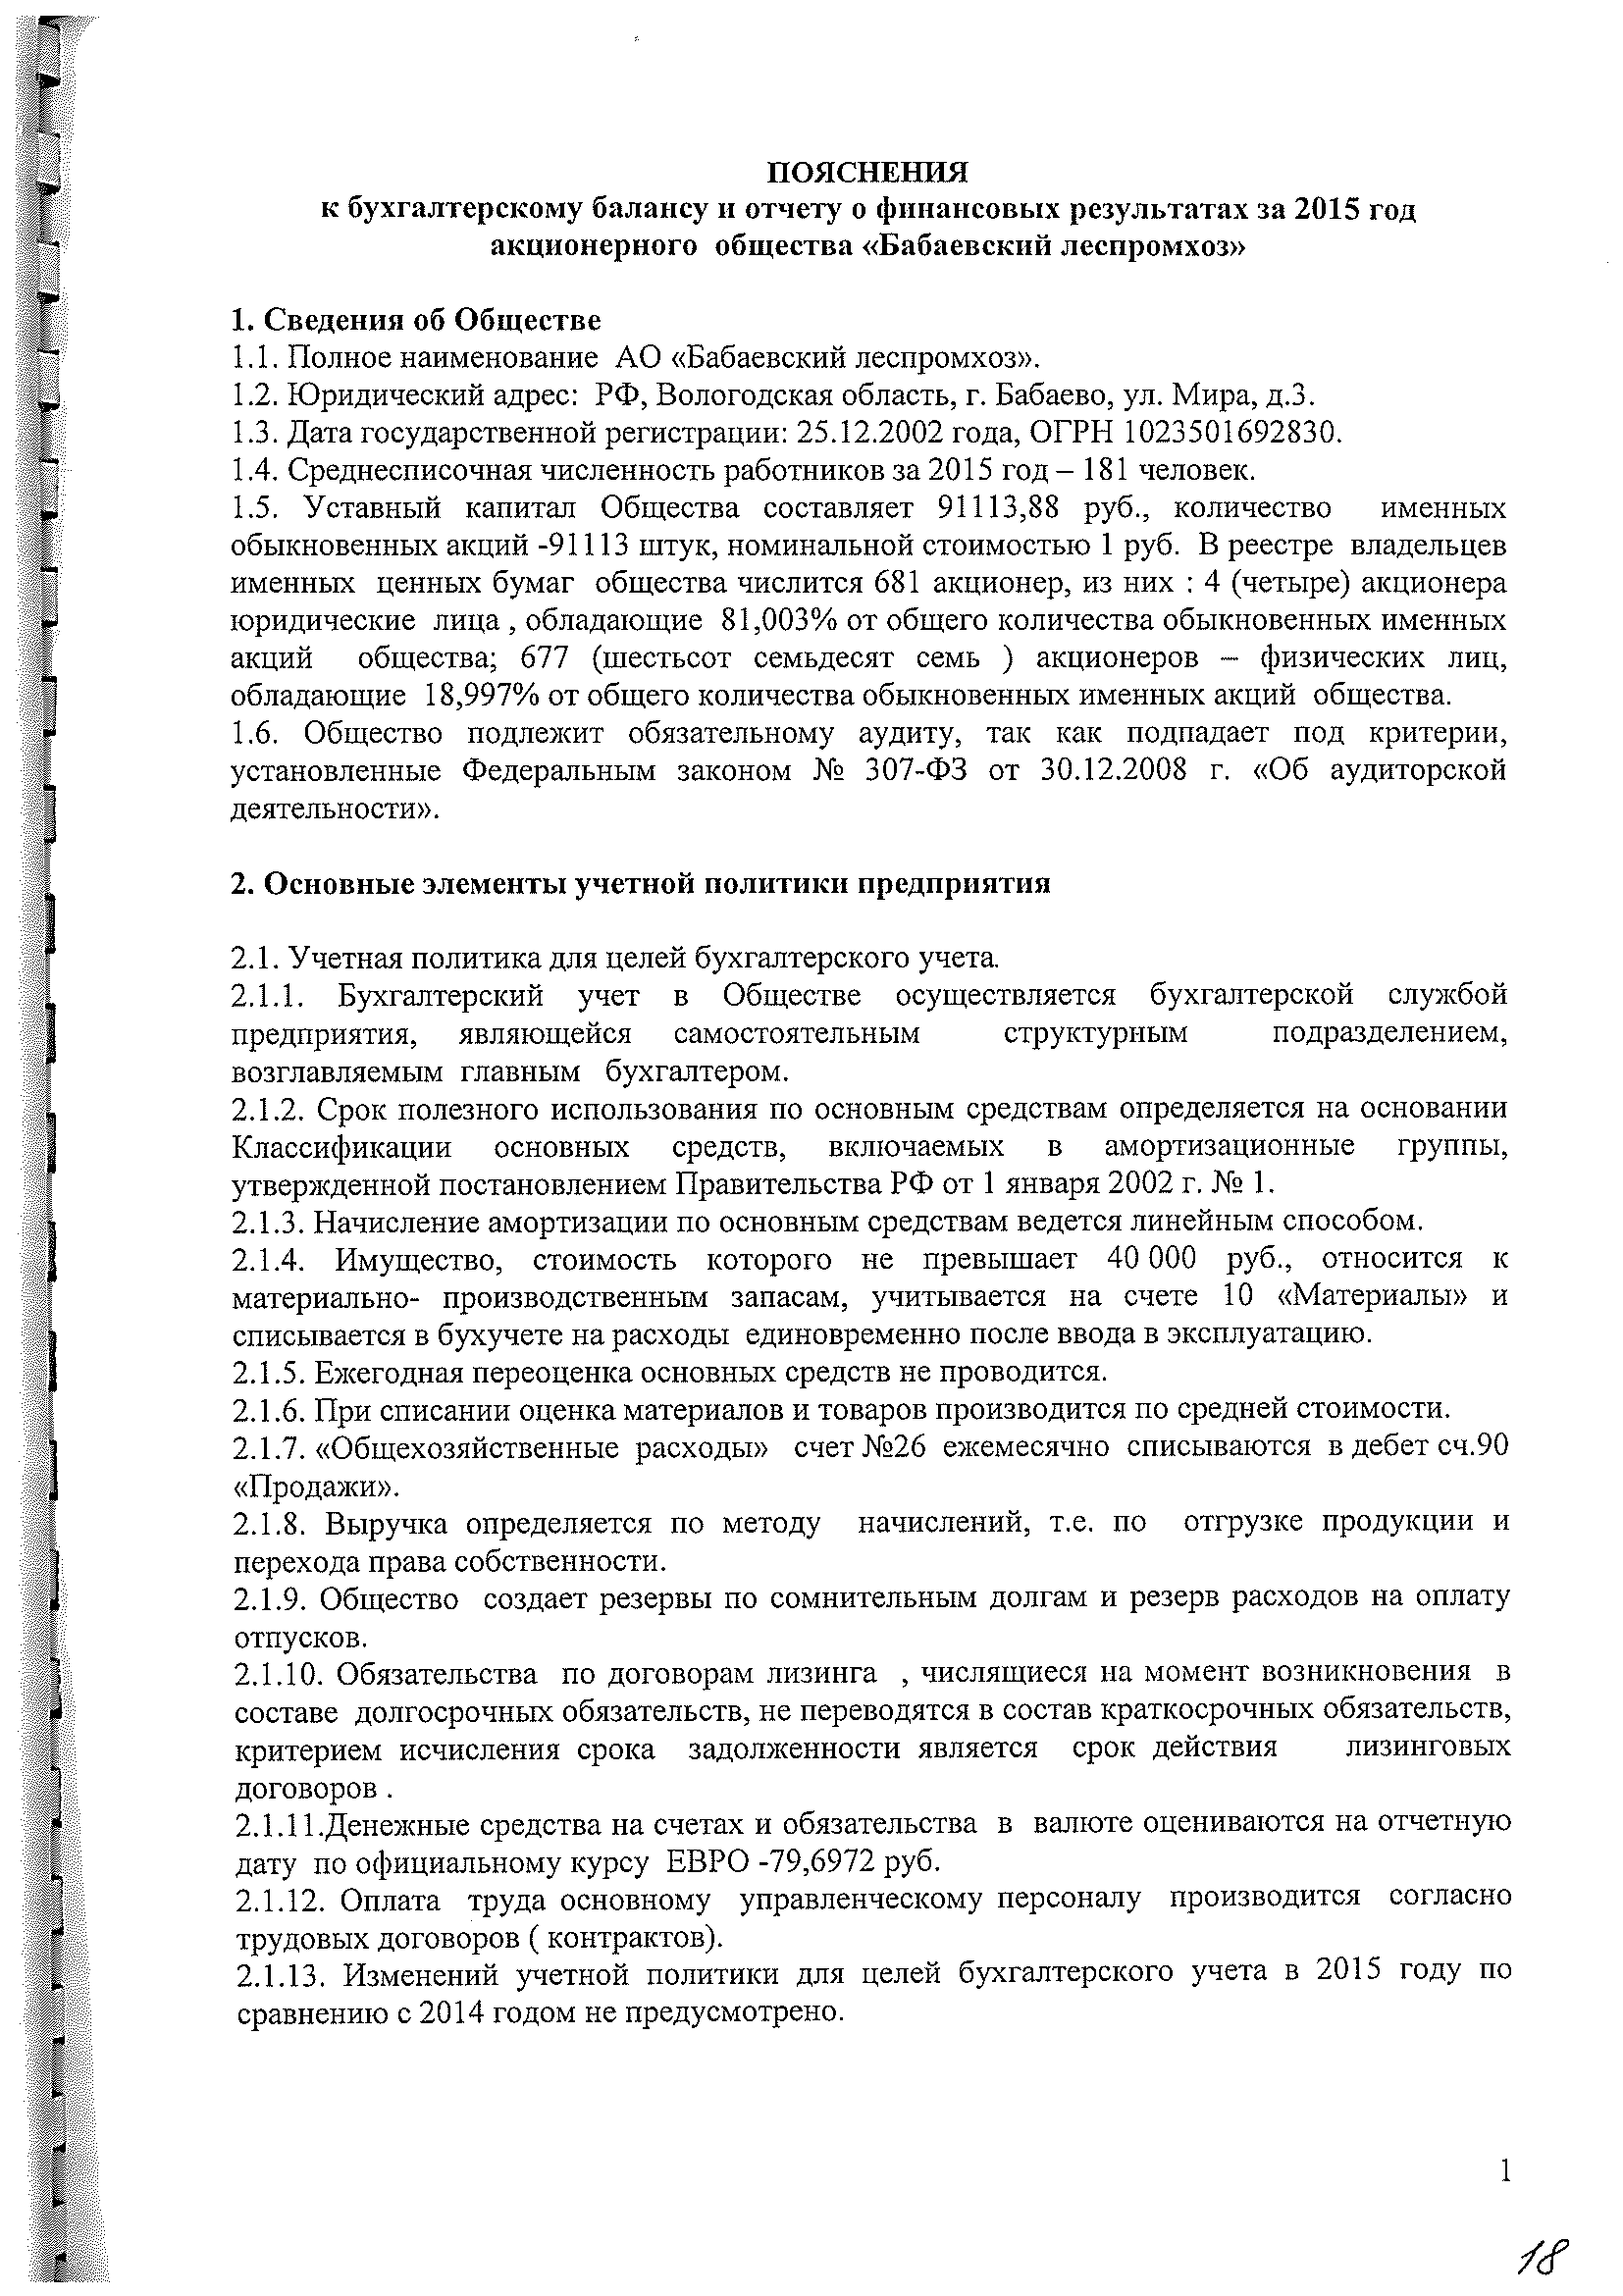 ПОЯСНЕНИЯ
к бухгалтерскому балансу и отчету о финансовых результатах за 2015 год
акционерного общества «Бабаевский леспромхоз»
1. Сведения об Обществе
1.1. Полное наименование АО «Бабаевский леспромхоз».
1.2. Юридический адрес: РФ, Вологодская область, г. Бабаево, ул. Мира, д.3.
1.3. Дата государственной регистрации: 25.12.2002 года, ОГРН 1023501692830.
1.4. Среднесписочная численность работников за 2015 год – 181 человек.
1.5. Уставный капитал Общества составляет 91113,88 руб., количество именных
обыкновенных акций -91113 штук, номинальной стоимостью 1 руб. В реестре владельцев
именных ценных бумаг общества числится 681 акционер, из них : 4 (четыре) акционера
юридические лица , обладающие 81,003% от общего количества обыкновенных именных
акций общества; 677 (шестьсот семьдесят семь ) акционеров – физических лиц,
обладающие 18,997% от общего количества обыкновенных именных акций общества.
1.6. Общество подлежит обязательному аудиту, так как подпадает под критерии,
установленные Федеральным законом № 307-ФЗ от 30.12.2008 г. «Об аудиторской
деятельности».
2. Основные элементы учетной политики предприятия
2.1. Учетная политика для целей бухгалтерского учета.
2.1.1. Бухгалтерский учет в Обществе осуществляется бухгалтерской службой
предприятия, являющейся самостоятельным структурным подразделением,
возглавляемым главным бухгалтером.
2.1.2. Срок полезного использования по основным средствам определяется на основании
Классификации основных средств, включаемых в амортизационные группы,
утвержденной постановлением Правительства РФ от 1 января 2002 г. № 1.
2.1.3. Начисление амортизации по основным средствам ведется линейным способом.
2.1.4. Имущество, стоимость которого не превышает 40 000 руб., относится к
материально- производственным запасам, учитывается на счете 10 «Материалы» и
списывается в бухучете на расходы единовременно после ввода в эксплуатацию.
2.1.5. Ежегодная переоценка основных средств не проводится.
2.1.6. При списании оценка материалов и товаров производится по средней стоимости.
2.1.7. «Общехозяйственные расходы» счет №26 ежемесячно списываются в дебет сч.90
«Продажи».
2.1.8. Выручка определяется по методу начислений, т.е. по отгрузке продукции и
перехода права собственности.
2.1.9. Общество создает резервы по сомнительным долгам и резерв расходов на оплату
отпусков.
2.1.10. Обязательства по договорам лизинга , числящиеся на момент возникновения в
составе долгосрочных обязательств, не переводятся в состав краткосрочных обязательств,
критерием исчисления срока задолженности является срок действия лизинговых
договоров .
2.1.11.Денежные средства на счетах и обязательства в валюте оцениваются на отчетную
дату по официальному курсу ЕВРО -79,6972 руб.
2.1.12. Оплата труда основному управленческому персоналу производится согласно
трудовых договоров ( контрактов).
2.1.13. Изменений учетной политики для целей бухгалтерского учета в 2015 году по
сравнению с 2014 годом не предусмотрено.
1
18